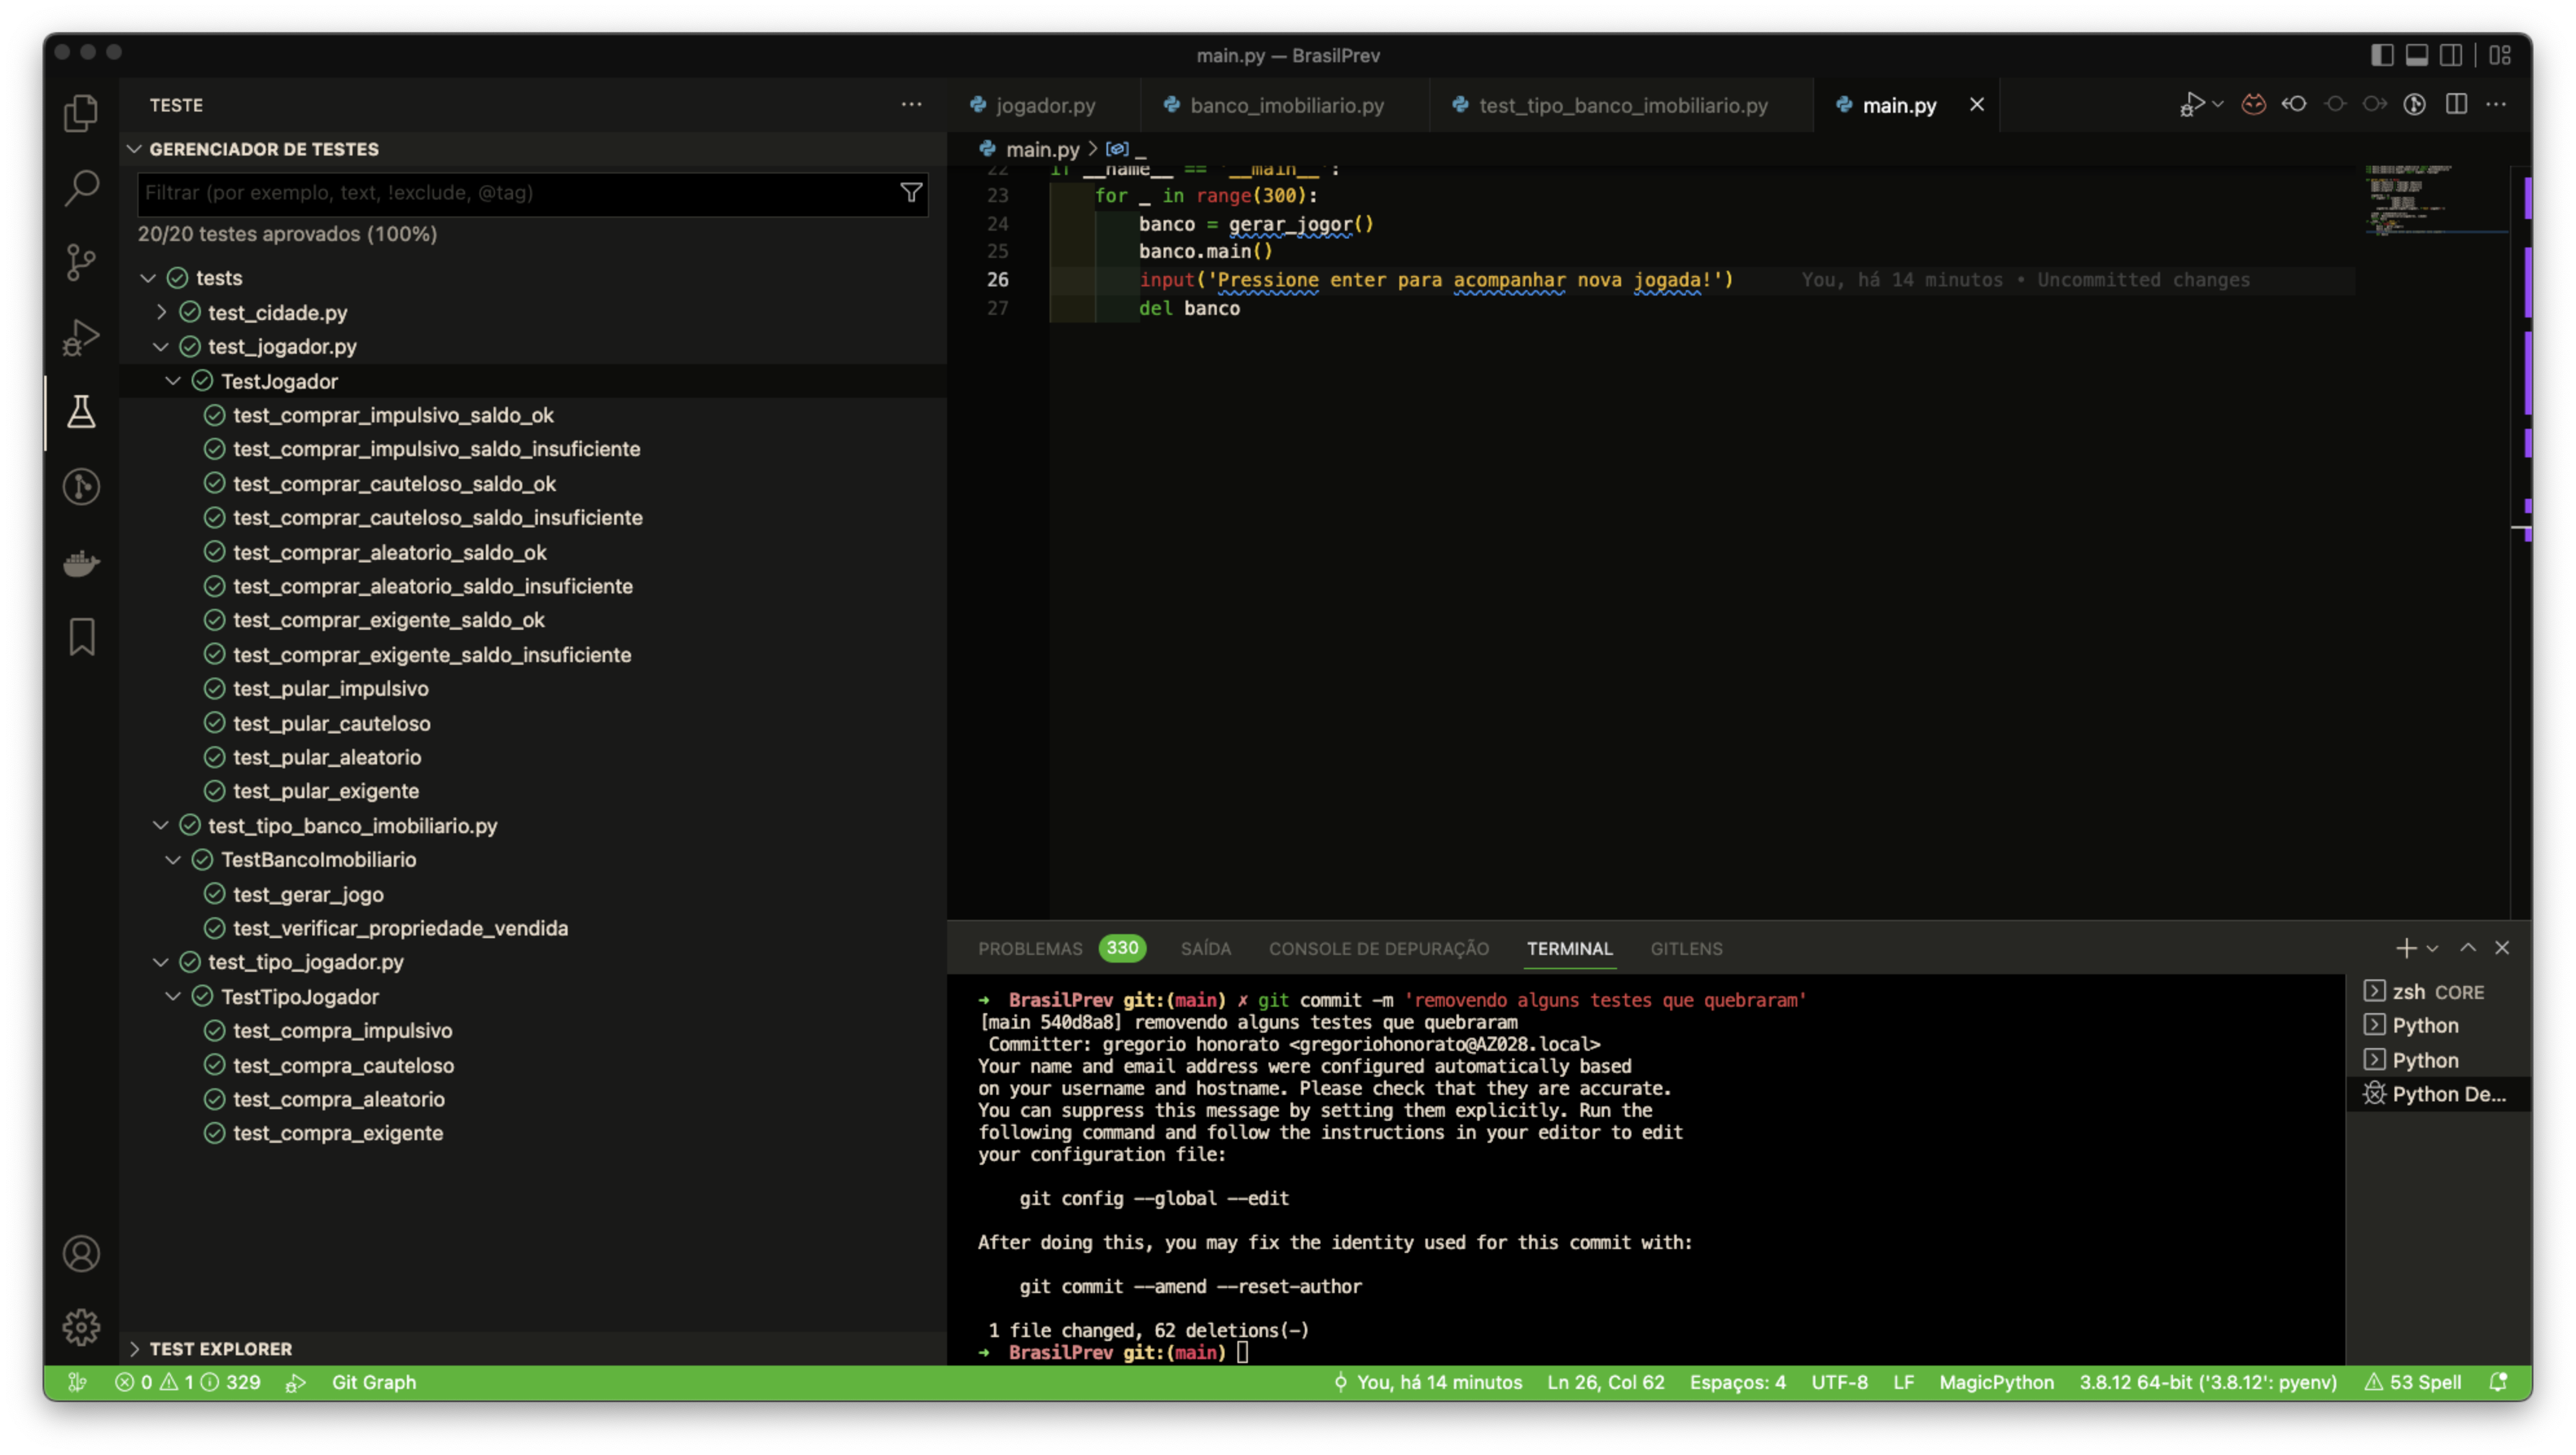 main.py — BrasilPrev
TESTE
GERENCIADOR DE TESTES
Filtrar (por exemplo, text, !exclude, @tag)
20/20 testes aprovados (100%)
tests
test_cidade.py
test_jogador.py
TestJogador
test_comprar_impulsivo_saldo_ok
test_comprar_impulsivo_saldo_insuficiente
test_comprar_cauteloso_saldo_ok
test_comprar_cauteloso_saldo_insuficiente
test_comprar_aleatorio_saldo_ok
test_comprar_aleatorio_saldo_insuficiente
test_comprar_exigente_saldo_ok
test_comprar_exigente_saldo_insuficiente
test_pular_impulsivo
test_pular_cauteloso
test_pular_aleatorio
test_pular_exigente
test_tipo_banco_imobiliario.py
TestBancoImobiliario
test_gerar_jogo
test_verificar_propriedade_vendida
test_tipo_jogador.py
TestTipoJogador
test_compra_impulsivo
test_compra_cauteloso
test_compra_aleatorio
test_compra_exigente
TEST EXPLORER
jogador.py banco_imobiliario.py test_tipo_banco_imobiliario.py main.py
main.py > _
22 if __name__ == '__main__':
23 for _ in range(300):
24 banco = gerar_jogor()
25 banco.main()
26 input('Pressione enter para acompanhar nova jogada!') You, há 14 minutos • Uncommitted changes
27 del banco
PROBLEMAS 330 SAÍDA CONSOLE DE DEPURAÇÃO TERMINAL GITLENS
➜ BrasilPrev git:(main) ✗ git commit -m 'removendo alguns testes que quebraram'
[main 540d8a8] removendo alguns testes que quebraram
Committer: gregorio honorato <gregoriohonorato@AZ028.local>
Your name and email address were configured automatically based
on your username and hostname. Please check that they are accurate.
You can suppress this message by setting them explicitly. Run the
following command and follow the instructions in your editor to edit
your configuration file:
git config --global --edit
After doing this, you may fix the identity used for this commit with:
git commit --amend --reset-author
1 file changed, 62 deletions(-)
➜ BrasilPrev git:(main)
zsh CORE
Python
Python
Python De...
0 1 329 Git Graph You, há 14 minutos Ln 26, Col 62 Espaços: 4 UTF-8 LF MagicPython 3.8.12 64-bit ('3.8.12': pyenv) 53 Spell